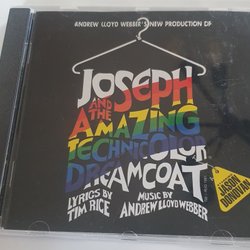 ANDREW LLOYD WEBBER'S NEW PRODUCTION OF
JOSEPH
AND THE
AMAZING
TECHNICOLOR
DREAMCOAT
LYRICS BY
TIM RICE
MUSIC BY
ANDREW LLOYD WEBBER
JASON
DONOVAN